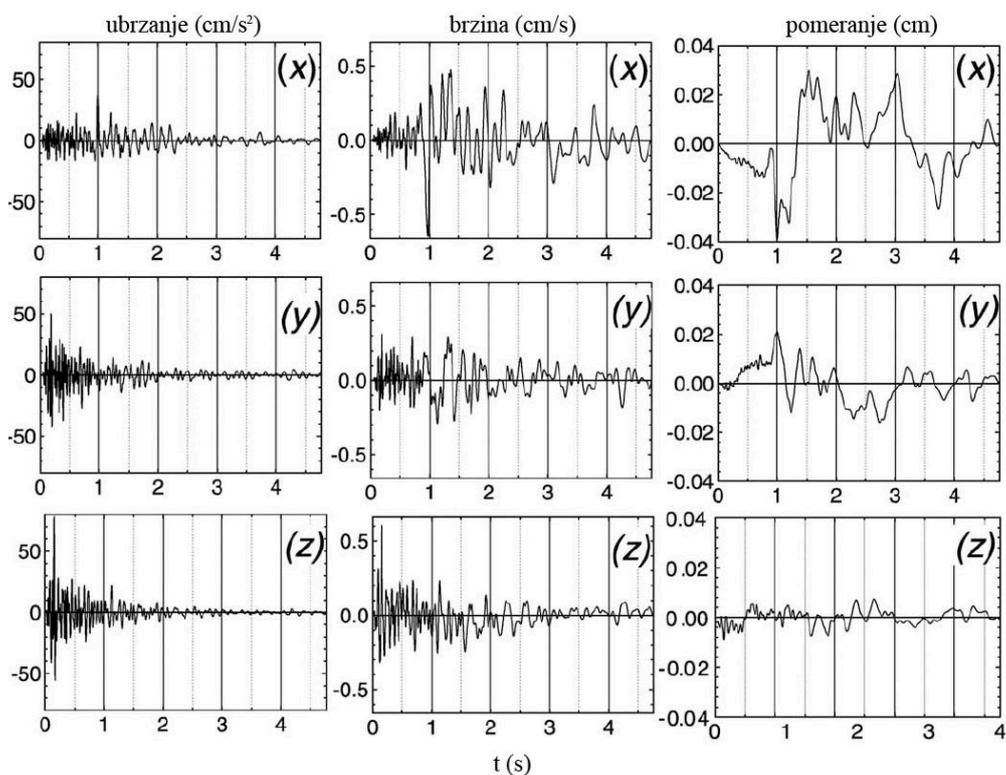 ubrzanje (cm/s²) brzina (cm/s) pomeranje (cm)
50 0 -50 (x) 0 1 2 3 4
0.5 0.0 -0.5 (x) 0 1 2 3 4
0.04 0.02 0.00 -0.02 -0.04 (x) 0 1 2 3 4
50 0 -50 (y) 0 1 2 3 4
0.5 0.0 -0.5 (y) 0 1 2 3 4
0.04 0.02 0.00 -0.02 -0.04 (y) 0 1 2 3 4
50 0 -50 (z) 0 1 2 3 4
0.5 0.0 -0.5 (z) 0 1 2 3 4
0.04 0.02 0.00 -0.02 -0.04 (z) 0 1 2 3 4
t (s)